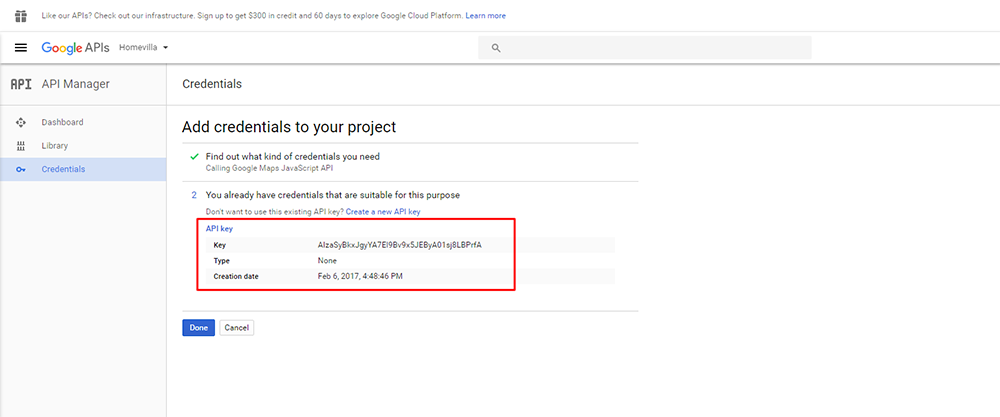 Like our APIs? Check out our infrastructure. Sign up to get $300 in credit and 60 days to explore Google Cloud Platform. Learn more
Google APIs Homevilla
API API Manager Credentials
Dashboard
Library
Credentials
Add credentials to your project
Find out what kind of credentials you need
Calling Google Maps JavaScript API
2 You already have credentials that are suitable for this purpose
Don't want to use this existing API key? Create a new API key
API key
Key AIzaSyBkxJgyYA7EI9Bv9x5JEByA01sj8LBPrfA
Type None
Creation date Feb 6, 2017, 4:48:46 PM
Done Cancel